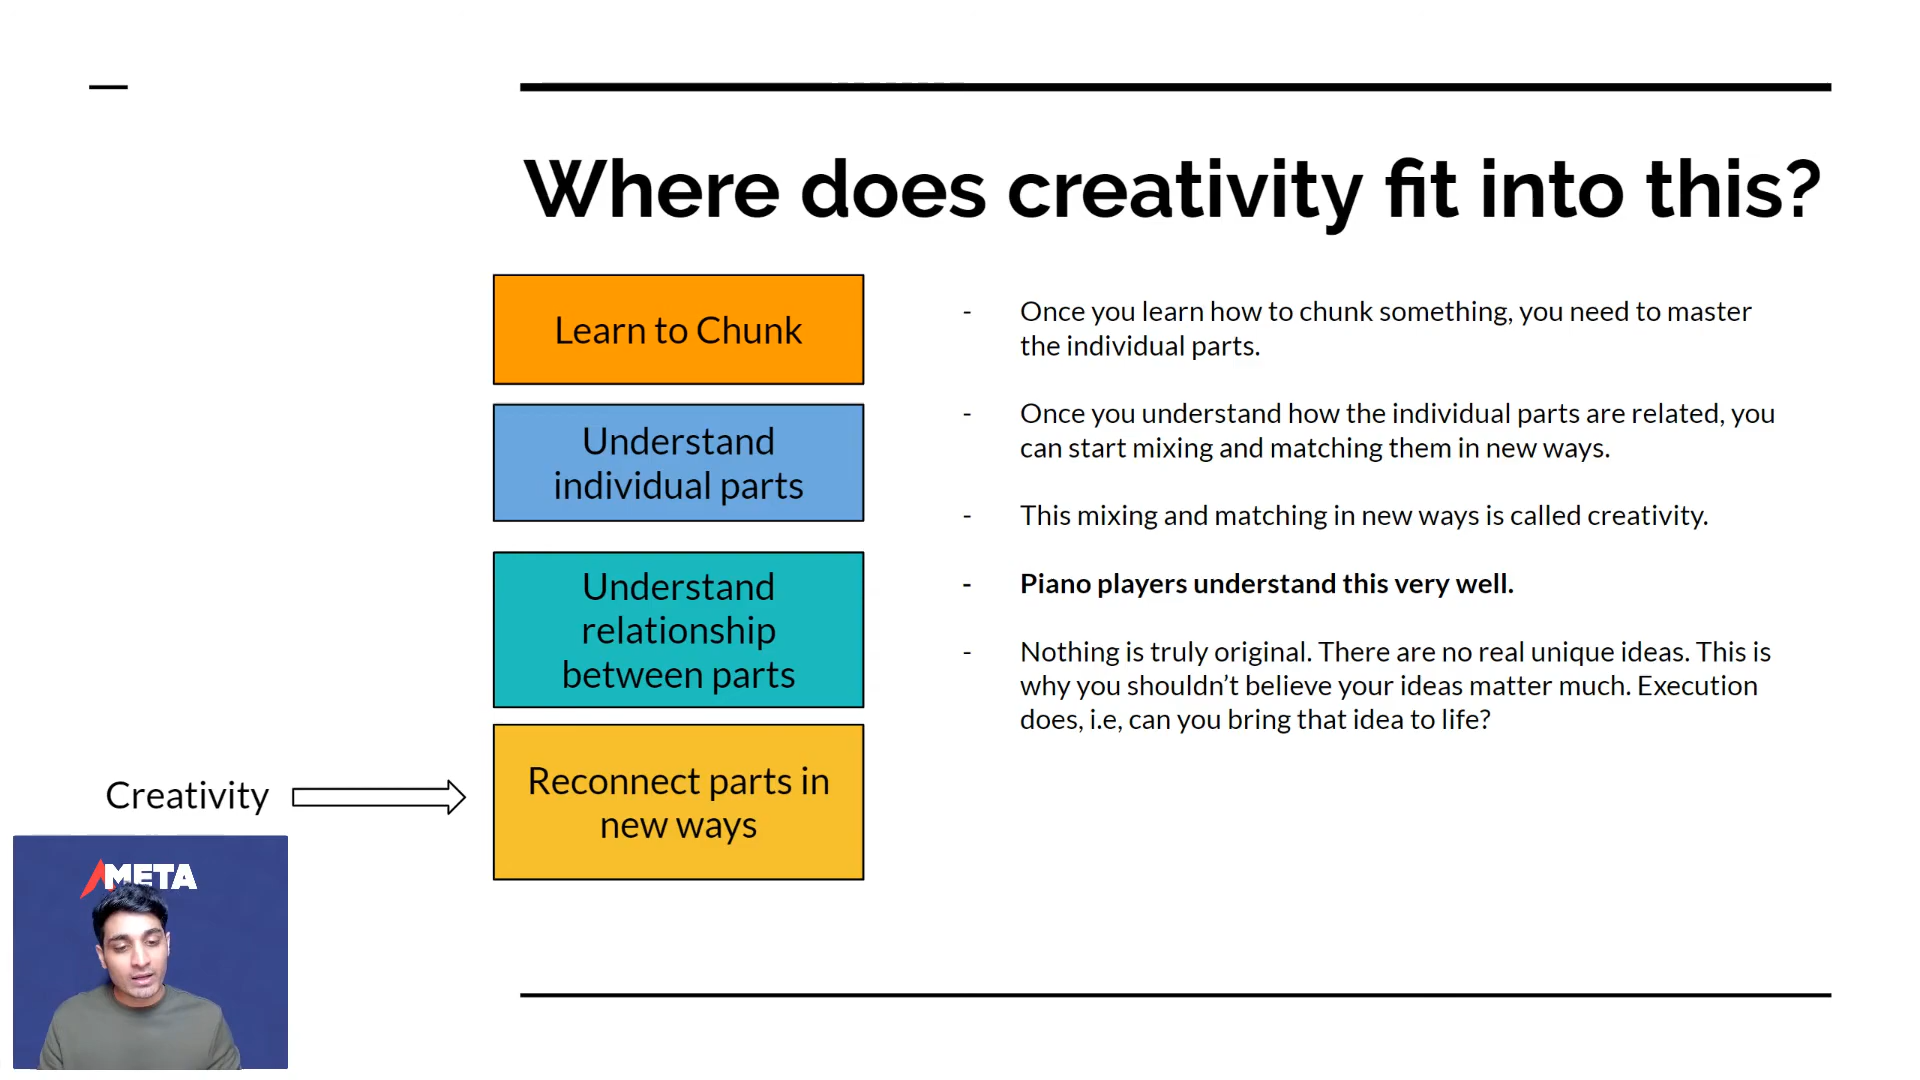 Where does creativity fit into this?
Learn to Chunk
Understand
individual parts
Understand
relationship
between parts
Reconnect parts in
new ways
Creativity
- Once you learn how to chunk something, you need to master
the individual parts.
- Once you understand how the individual parts are related, you
can start mixing and matching them in new ways.
- This mixing and matching in new ways is called creativity.
- Piano players understand this very well.
- Nothing is truly original. There are no real unique ideas. This is
why you shouldn’t believe your ideas matter much. Execution
does, i.e, can you bring that idea to life?
META